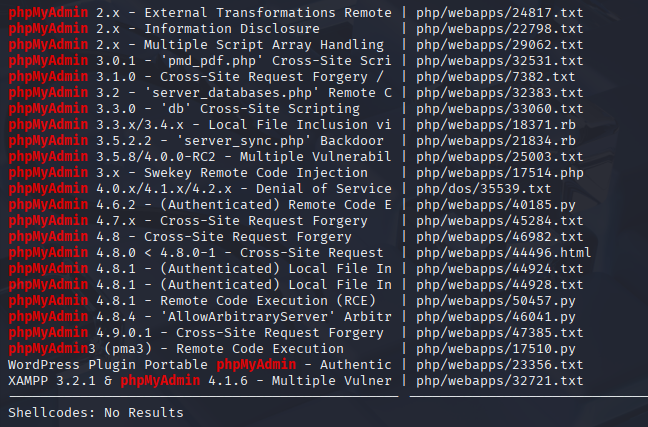 phpMyAdmin 2.x - External Transformations Remote | php/webapps/24817.txt
phpMyAdmin 2.x - Information Disclosure | php/webapps/22798.txt
phpMyAdmin 2.x - Multiple Script Array Handling | php/webapps/29062.txt
phpMyAdmin 3.0.1 - 'pmd_pdf.php' Cross-Site Scri | php/webapps/32531.txt
phpMyAdmin 3.1.0 - Cross-Site Request Forgery / | php/webapps/7382.txt
phpMyAdmin 3.2 - 'server_databases.php' Remote C | php/webapps/32383.txt
phpMyAdmin 3.3.0 - 'db' Cross-Site Scripting | php/webapps/33060.txt
phpMyAdmin 3.3.x/3.4.x - Local File Inclusion vi | php/webapps/18371.rb
phpMyAdmin 3.5.2.2 - 'server_sync.php' Backdoor | php/webapps/21834.rb
phpMyAdmin 3.5.8/4.0.0-RC2 - Multiple Vulnerabil | php/webapps/25003.txt
phpMyAdmin 3.x - Swekey Remote Code Injection | php/webapps/17514.php
phpMyAdmin 4.0.x/4.1.x/4.2.x - Denial of Service | php/dos/35539.txt
phpMyAdmin 4.6.2 - (Authenticated) Remote Code E | php/webapps/40185.py
phpMyAdmin 4.7.x - Cross-Site Request Forgery | php/webapps/45284.txt
phpMyAdmin 4.8 - Cross-Site Request Forgery | php/webapps/46982.txt
phpMyAdmin 4.8.0 < 4.8.0-1 - Cross-Site Request | php/webapps/44496.html
phpMyAdmin 4.8.1 - (Authenticated) Local File In | php/webapps/44924.txt
phpMyAdmin 4.8.1 - (Authenticated) Local File In | php/webapps/44928.txt
phpMyAdmin 4.8.1 - Remote Code Execution (RCE) | php/webapps/50457.py
phpMyAdmin 4.8.4 - 'AllowArbitraryServer' Arbitr | php/webapps/46041.py
phpMyAdmin 4.9.0.1 - Cross-Site Request Forgery | php/webapps/47385.txt
phpMyAdmin3 (pma3) - Remote Code Execution | php/webapps/17510.py
WordPress Plugin Portable phpMyAdmin - Authentic | php/webapps/23356.txt
XAMPP 3.2.1 & phpMyAdmin 4.1.6 - Multiple Vulner | php/webapps/32721.txt
Shellcodes: No Results